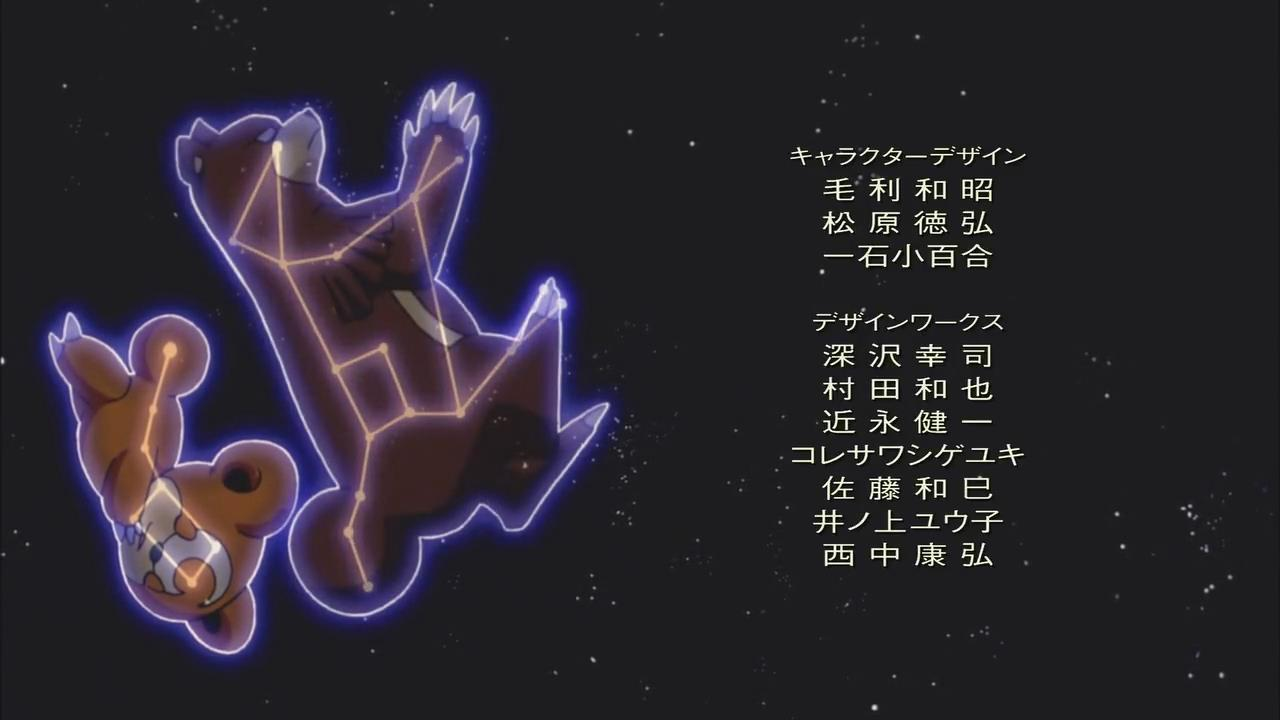 キャラクターデザイン
毛利和昭
松原徳弘
一石小百合
デザインワークス
深沢幸司
村田和也
近永健一
コレサワシゲユキ
佐藤和巳
井ノ上ユウ子
西中康弘